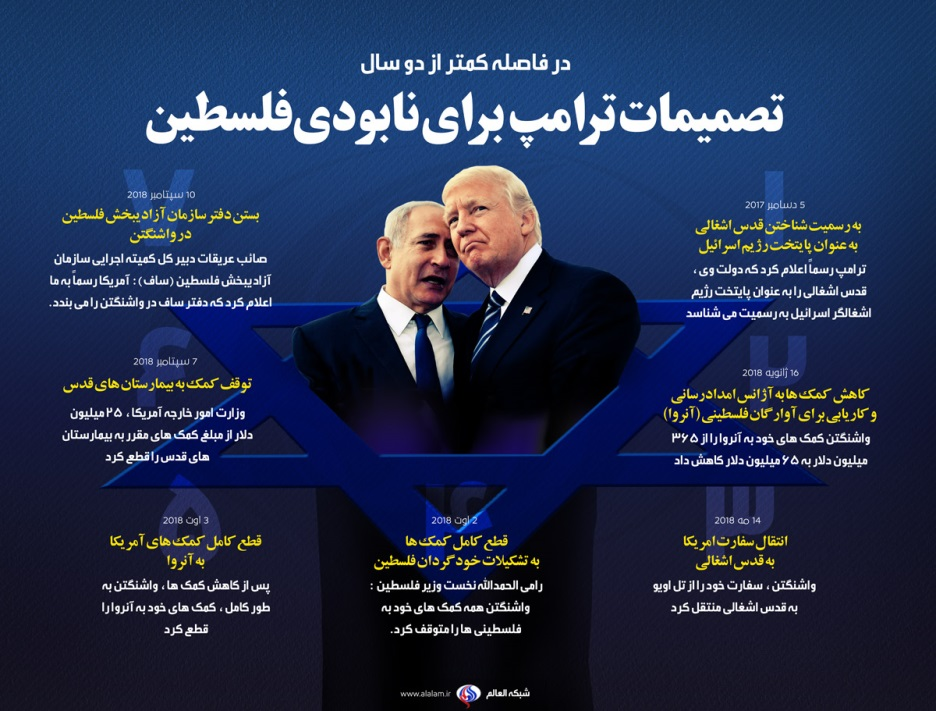 در فاصله کمتر از دو سال
تصمیمات ترامپ برای نابودی فلسطین
۱
5 دسامبر 2017
به رسمیت شناختن قدس اشغالی
به عنوان پایتخت رژیم اسرائیل
ترامپ رسماً اعلام کرد که دولت وی ،
قدس اشغالی را به عنوان پایتخت رژیم
اشغالگر اسرائیل به رسمیت می شناسد
۲
16 ژانویه 2018
کاهش کمک ها به آژانس امدادرسانی
و کاریابی برای آوارگان فلسطینی (آنروا)
واشنگتن کمک های خود به آنروا را از ۳۶۵
میلیون دلار به ۶۵ میلیون دلار کاهش داد
۳
14 مه 2018
انتقال سفارت امریکا
به قدس اشغالی
واشنگتن ، سفارت خود را از تل اویو
به قدس اشغالی منتقل کرد
۴
2 اوت 2018
قطع کامل کمک ها
به تشکیلات خودگردان فلسطین
رامی الحمدالله نخست وزیر فلسطین :
واشنگتن همه کمک های خود به
فلسطینی ها را متوقف کرد.
۵
3 اوت 2018
قطع کامل کمک های آمریکا
به آنروا
پس از کاهش کمک ها ، واشنگتن به
طور کامل ، کمک های خود به آنروا را
قطع کرد
۶
7 سپتامبر 2018
توقف کمک به بیمارستان های قدس
وزارت امور خارجه آمریکا ، ۲۵ میلیون
دلار از مبلغ کمک های مقرر به بیمارستان
های قدس را قطع کرد
۷
10 سپتامبر 2018
بستن دفتر سازمان آزادیبخش فلسطین
در واشنگتن
صائب عریقات دبیر کل کمیته اجرایی سازمان
آزادیبخش فلسطین (ساف) : آمریکا رسماً به ما
اعلام کرد که دفتر ساف در واشنگتن را می بندد.
شبکه العالم
www.alalam.ir